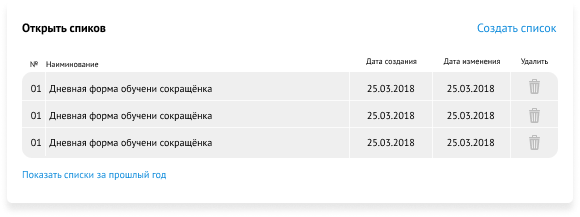 Открыть спиков
Создать список
№ Наиминование Дата создания Дата изменения Удалить
01 Дневная форма обучени сокращёнка 25.03.2018 25.03.2018
01 Дневная форма обучени сокращёнка 25.03.2018 25.03.2018
01 Дневная форма обучени сокращёнка 25.03.2018 25.03.2018
Показать списки за прошлый год